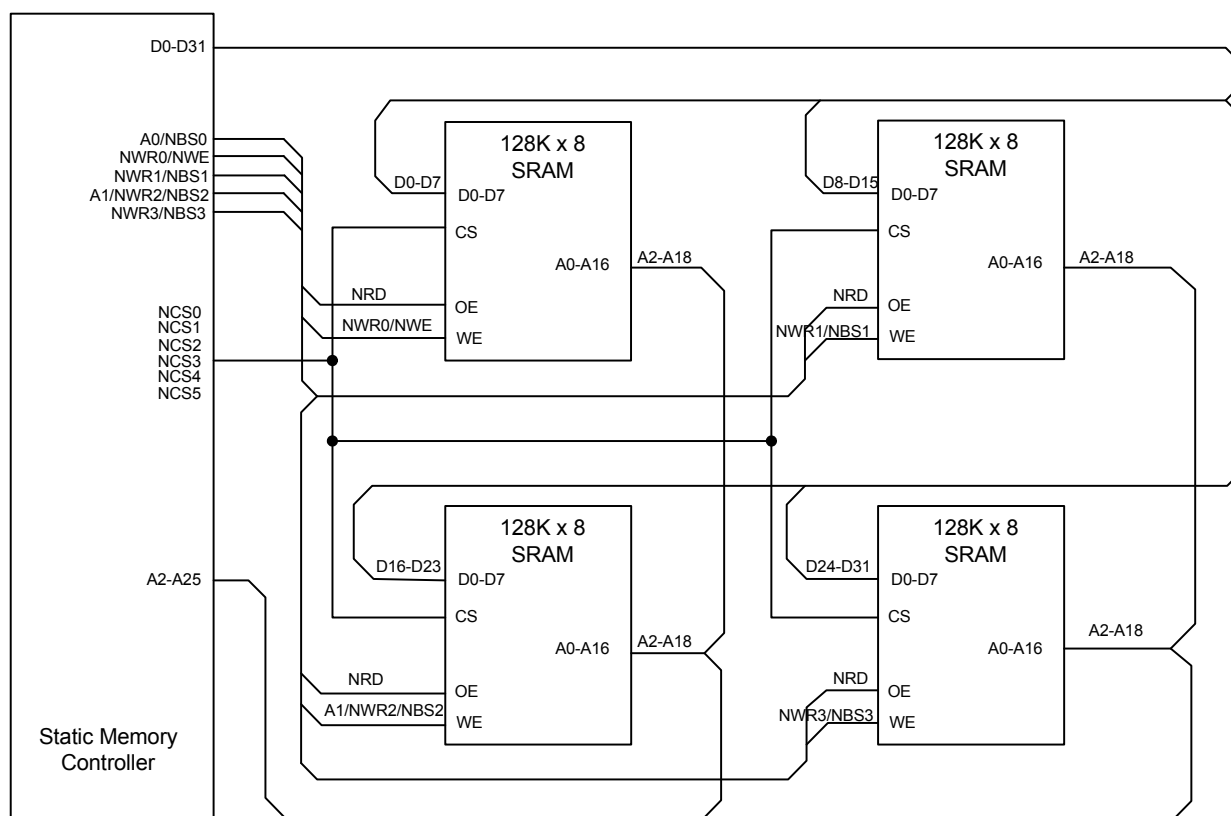 D0-D31
A0/NBS0
NWR0/NWE
NWR1/NBS1
A1/NWR2/NBS2
NWR3/NBS3
NCS0
NCS1
NCS2
NCS3
NCS4
NCS5
A2-A25
Static Memory
Controller
128K x 8
SRAM
D0-D7
D0-D7
CS
A0-A16
A2-A18
NRD
OE
NWR0/NWE
WE
128K x 8
SRAM
D8-D15
D0-D7
CS
A0-A16
A2-A18
NRD
OE
NWR1/NBS1
WE
128K x 8
SRAM
D16-D23
D0-D7
CS
A0-A16
A2-A18
NRD
OE
A1/NWR2/NBS2
WE
128K x 8
SRAM
D24-D31
D0-D7
CS
A0-A16
A2-A18
NRD
OE
NWR3/NBS3
WE